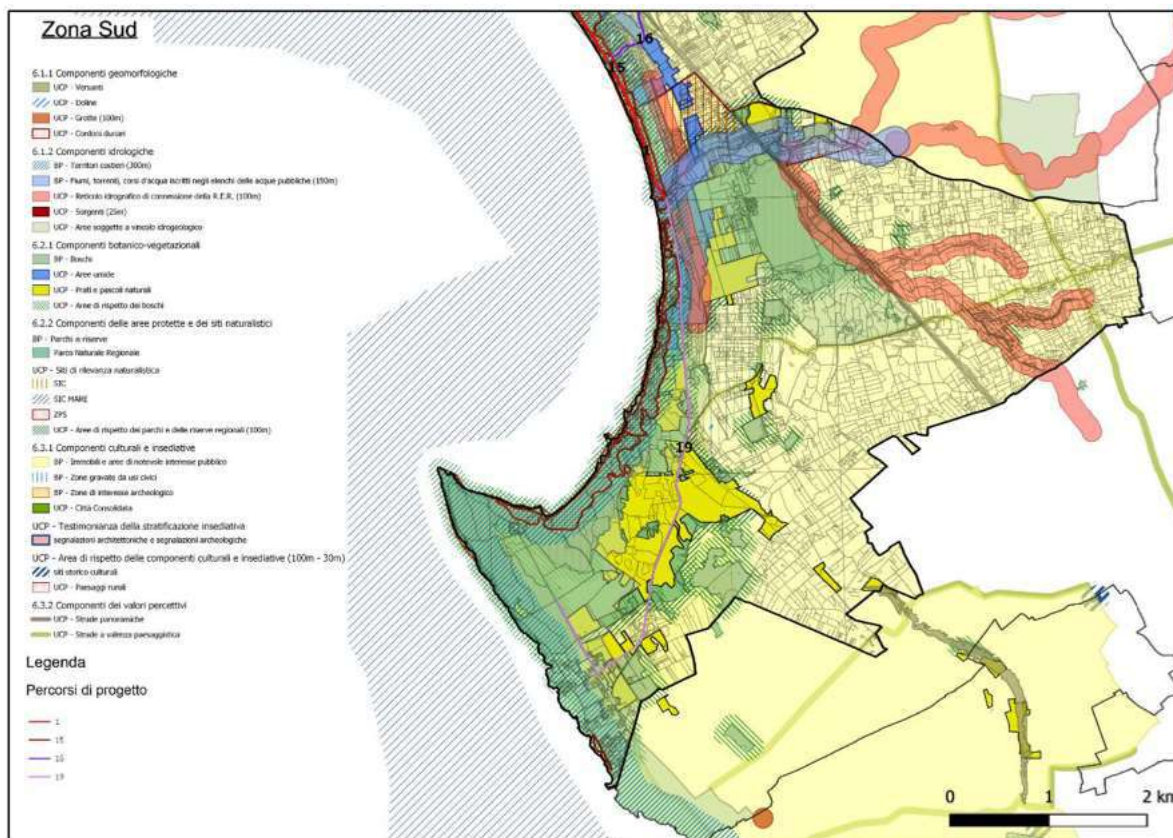 Zona Sud
6.1.1 Componenti geomorfologiche
UCP - Versanti
UCP - Doline
UCP - Grotte (100m)
UCP - Cordoni dunari
6.1.2 Componenti idrologiche
BP - Territori costieri (300m)
BP - Fiumi, torrenti, corsi d'acqua iscritti negli elenchi delle acque pubbliche (150m)
UCP - Reticolo idrografico di connessione della R.E.R. (100m)
UCP - Sorgenti (25m)
UCP - Aree soggette a vincolo idrogeologico
6.2.1 Componenti botanico-vegetazionali
BP - Boschi
UCP - Aree umide
UCP - Prati e pascoli naturali
UCP - Aree di rispetto dei boschi
6.2.2 Componenti delle aree protette e dei siti naturalistici
BP - Parchi e riserve
Parco Naturale Regionale
UCP - Siti di rilevanza naturalistica
SIC
SIC MARE
ZPS
UCP - Aree di rispetto dei parchi e delle riserve regionali (100m)
6.3.1 Componenti culturali e insediative
BP - Immobili e aree di notevole interesse pubblico
BP - Zone gravate da usi civici
BP - Zone di interesse archeologico
UCP - Città Consolidata
UCP - Testimonianza della stratificazione insediativa
segnalazioni architettoniche e segnalazioni archeologiche
UCP - Area di rispetto delle componenti culturali e insediative (100m - 30m)
siti storico culturali
UCP - Paesaggi rurali
6.3.2 Componenti dei valori percettivi
UCP - Strade panoramiche
UCP - Strade a valenza paesaggistica
Legenda
Percorsi di progetto
1
15
16
19
16
15
19
0 1 2 km